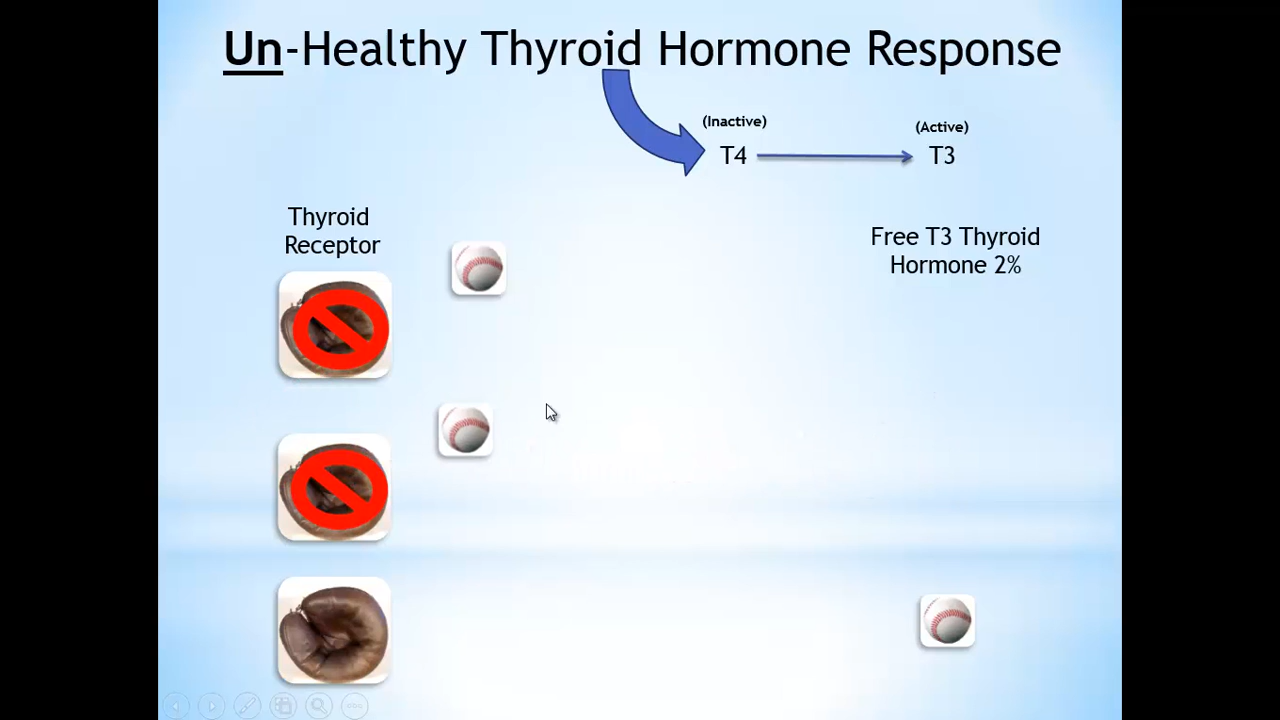 Un-Healthy Thyroid Hormone Response
(Inactive)
(Active)
T4
T3
Thyroid
Receptor
Free T3 Thyroid
Hormone 2%